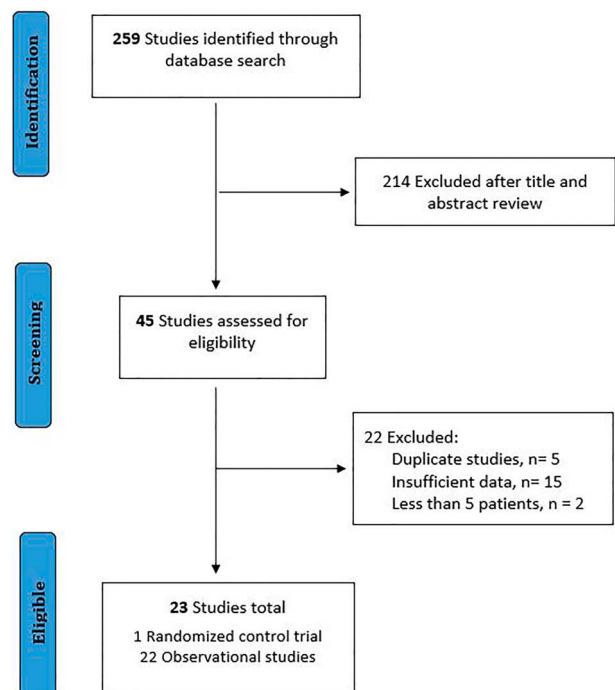 Identification
259 Studies identified through
database search
214 Excluded after title and
abstract review
Screening
45 Studies assessed for
eligibility
22 Excluded:
Duplicate studies, n= 5
Insufficient data, n= 15
Less than 5 patients, n = 2
Eligible
23 Studies total
1 Randomized control trial
22 Observational studies